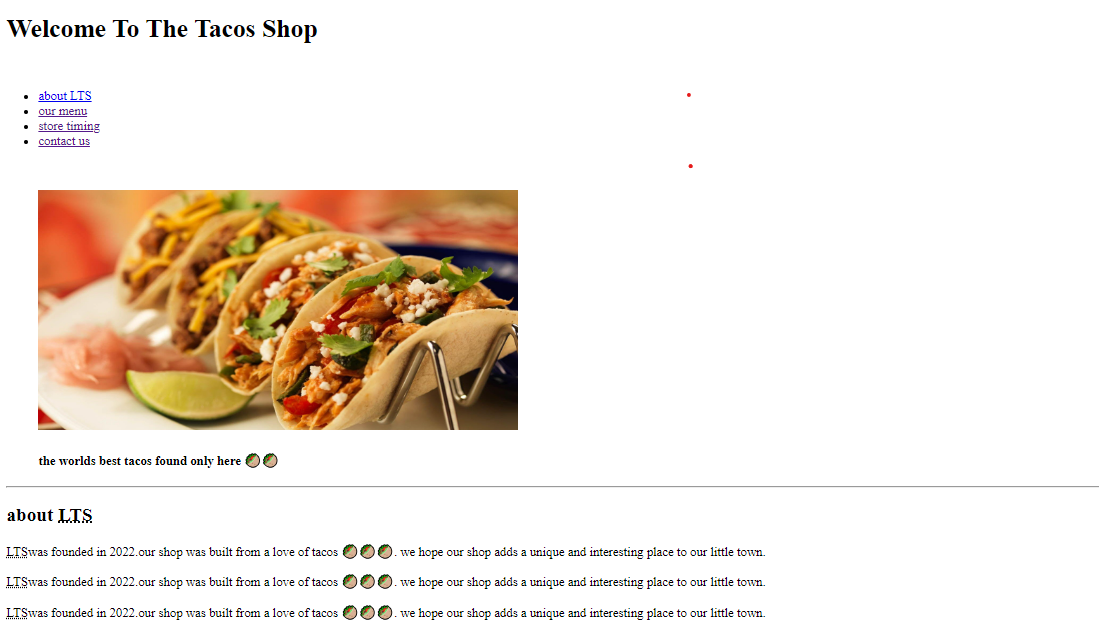 Welcome To The Tacos Shop
about LTS
our menu
store timing
contact us
the worlds best tacos found only here 🌮🌮
about LTS
LTSwas founded in 2022.our shop was built from a love of tacos 🌮🌮🌮. we hope our shop adds a unique and interesting place to our little town.
LTSwas founded in 2022.our shop was built from a love of tacos 🌮🌮🌮. we hope our shop adds a unique and interesting place to our little town.
LTSwas founded in 2022.our shop was built from a love of tacos 🌮🌮🌮. we hope our shop adds a unique and interesting place to our little town.